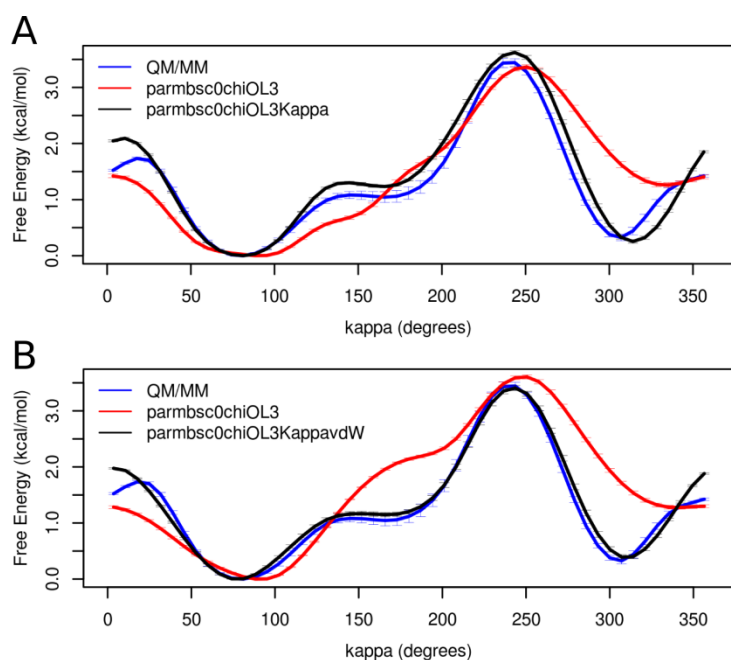 A
QM/MM
parmbsc0chiOL3
parmbsc0chiOL3Kappa
Free Energy (kcal/mol)
0.0 1.0 2.0 3.0
0 50 100 150 200 250 300 350
kappa (degrees)
B
QM/MM
parmbsc0chiOL3
parmbsc0chiOL3KappavdW
Free Energy (kcal/mol)
0.0 1.0 2.0 3.0
0 50 100 150 200 250 300 350
kappa (degrees)